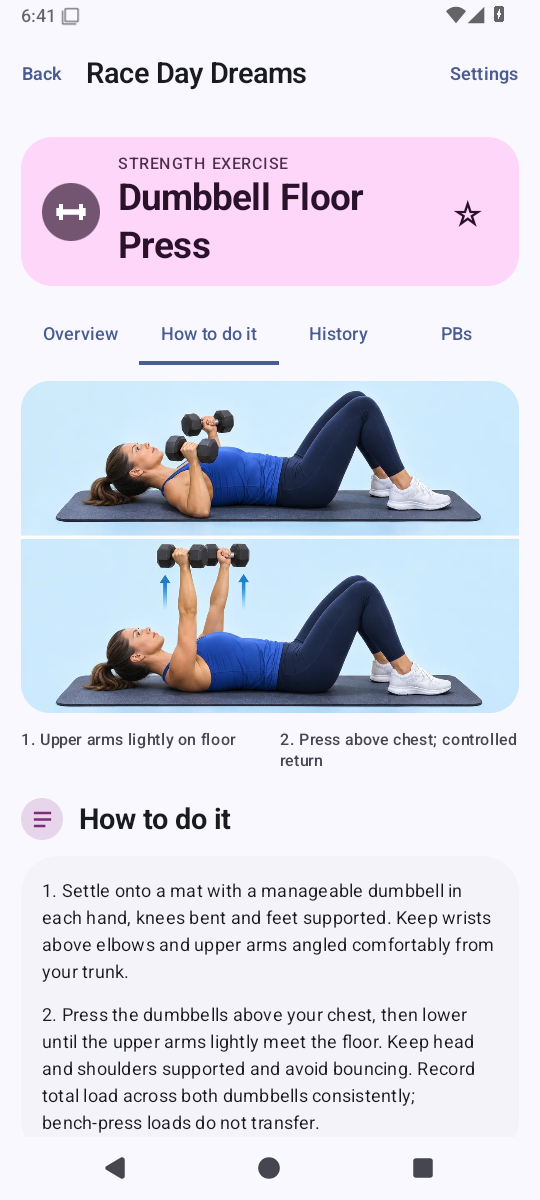 6:41
Back
Race Day Dreams
Settings
STRENGTH EXERCISE
Dumbbell Floor
Press
Overview
How to do it
History
PBs
1. Upper arms lightly on floor
2. Press above chest; controlled
return
How to do it
1. Settle onto a mat with a manageable dumbbell in
each hand, knees bent and feet supported. Keep wrists
above elbows and upper arms angled comfortably from
your trunk.
2. Press the dumbbells above your chest, then lower
until the upper arms lightly meet the floor. Keep head
and shoulders supported and avoid bouncing. Record
total load across both dumbbells consistently;
bench-press loads do not transfer.